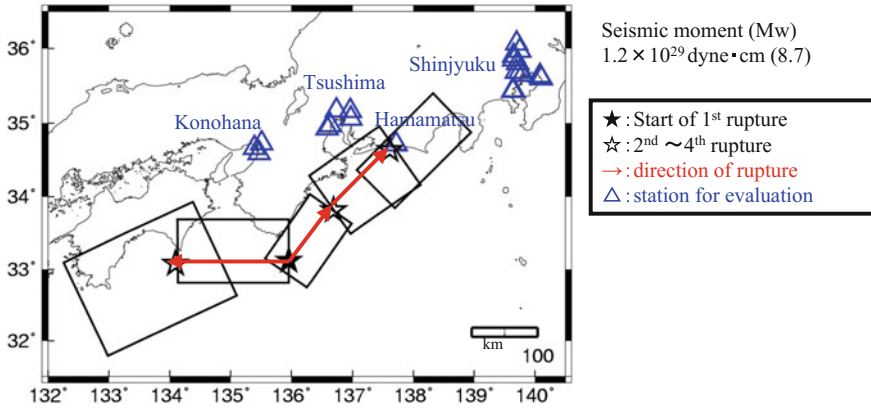 36°
35°
34°
33°
32°
132° 133° 134° 135° 136° 137° 138° 139° 140°
Shinjyuku
Tsushima
Hamamatsu
Konohana
km
100
Seismic moment (Mw)
1.2 × 10²⁹ dyne・cm (8.7)
★ : Start of 1st rupture
☆ : 2nd ～4th rupture
→ : direction of rupture
△ : station for evaluation